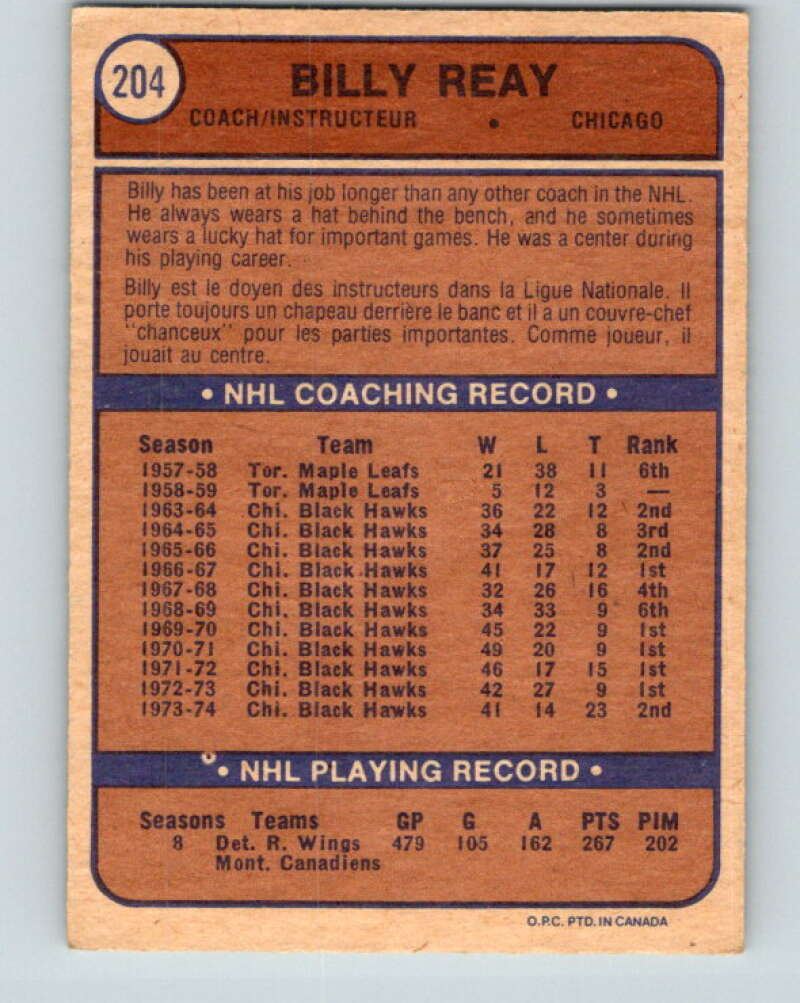 204
BILLY REAY
COACH/INSTRUCTEUR • CHICAGO
Billy has been at his job longer than any other coach in the NHL.
He always wears a hat behind the bench, and he sometimes
wears a lucky hat for important games. He was a center during
his playing career.
Billy est le doyen des instructeurs dans la Ligue Nationale. Il
porte toujours un chapeau derrière le banc et il a un couvre-chef
"chanceux" pour les parties importantes. Comme joueur, il
jouait au centre.
• NHL COACHING RECORD •
Season Team W L T Rank
1957-58 Tor. Maple Leafs 21 38 11 6th
1958-59 Tor. Maple Leafs 5 12 3 —
1963-64 Chi. Black Hawks 36 22 12 2nd
1964-65 Chi. Black Hawks 34 28 8 3rd
1965-66 Chi. Black Hawks 37 25 8 2nd
1966-67 Chi. Black Hawks 41 17 12 1st
1967-68 Chi. Black Hawks 32 26 16 4th
1968-69 Chi. Black Hawks 34 33 9 6th
1969-70 Chi. Black Hawks 45 22 9 1st
1970-71 Chi. Black Hawks 49 20 9 1st
1971-72 Chi. Black Hawks 46 17 15 1st
1972-73 Chi. Black Hawks 42 27 9 1st
1973-74 Chi. Black Hawks 41 14 23 2nd
• NHL PLAYING RECORD •
Seasons Teams GP G A PTS PIM
8 Det. R. Wings 479 105 162 267 202
Mont. Canadiens
O.P.C. PTD. IN CANADA